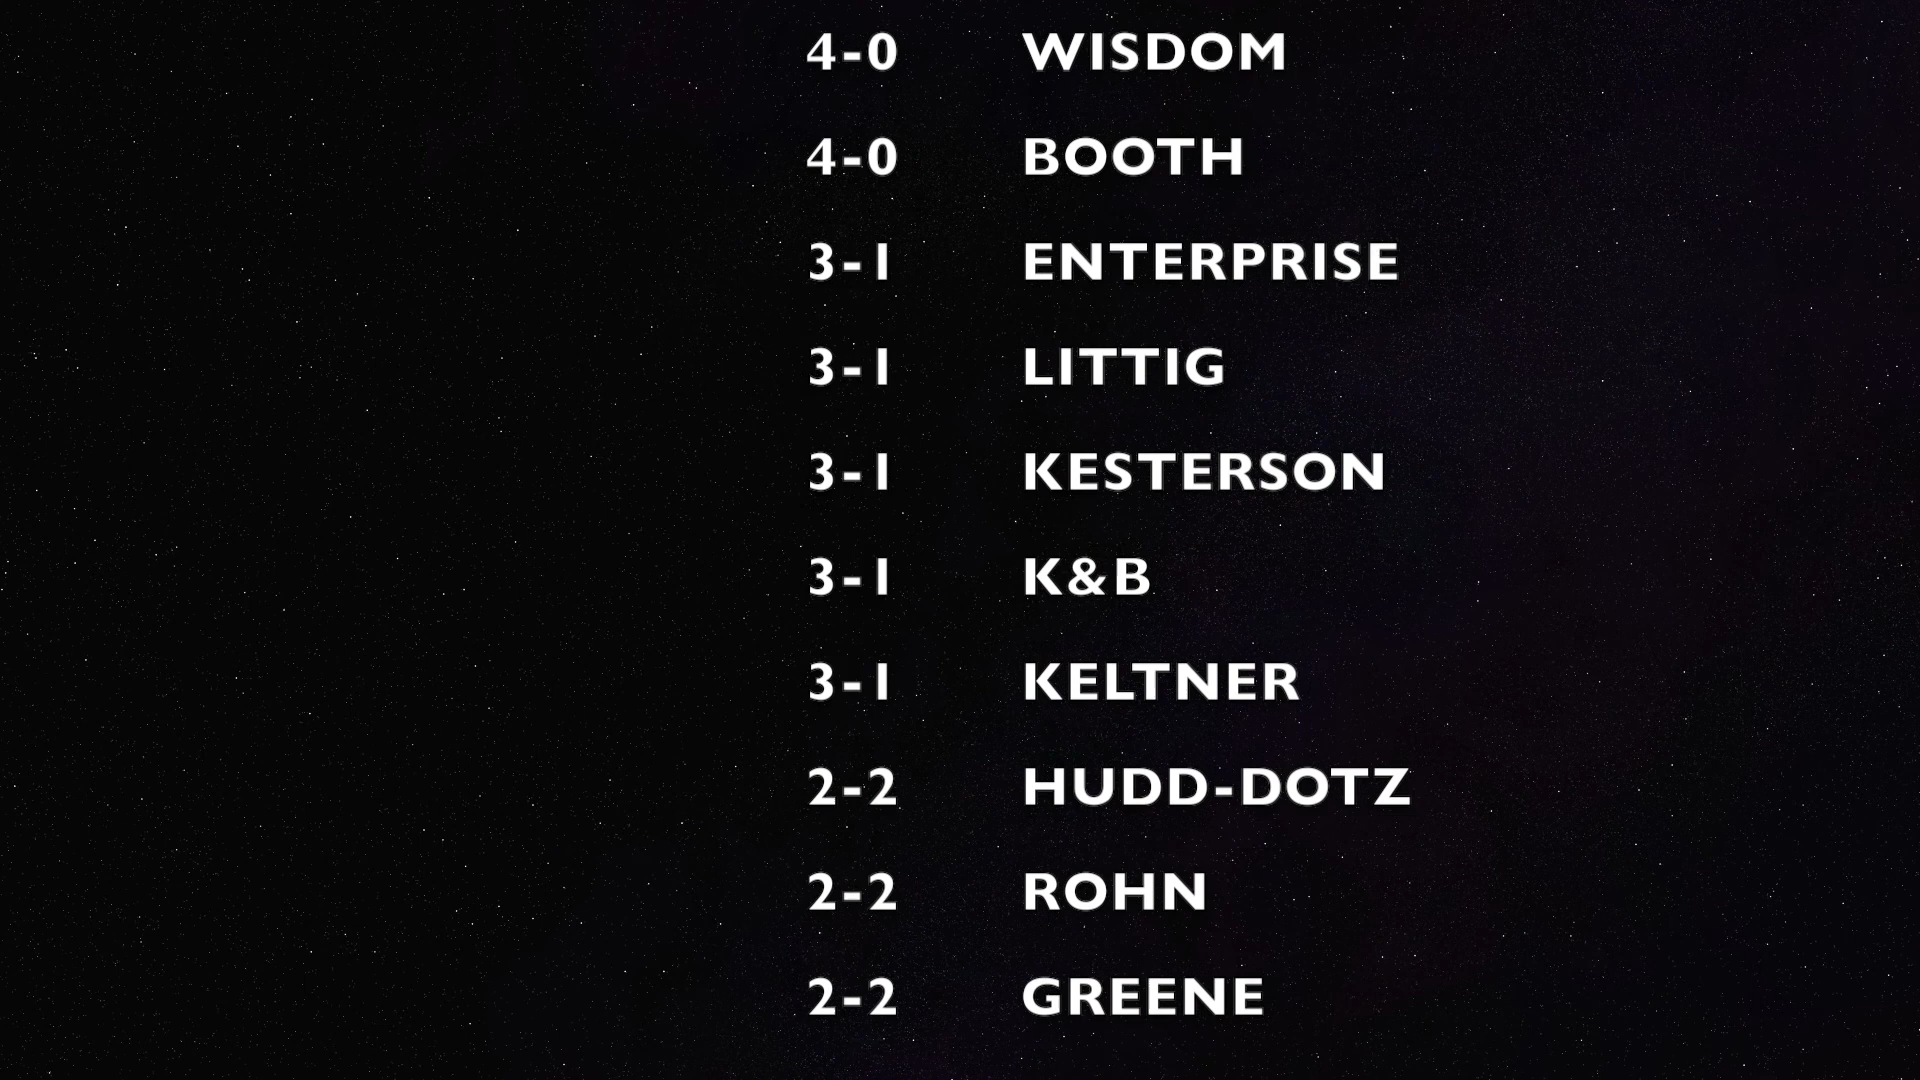 4-0 WISDOM
4-0 BOOTH
3-1 ENTERPRISE
3-1 LITTIG
3-1 KESTERSON
3-1 K&B
3-1 KELTNER
2-2 HUDD-DOTZ
2-2 ROHN
2-2 GREENE